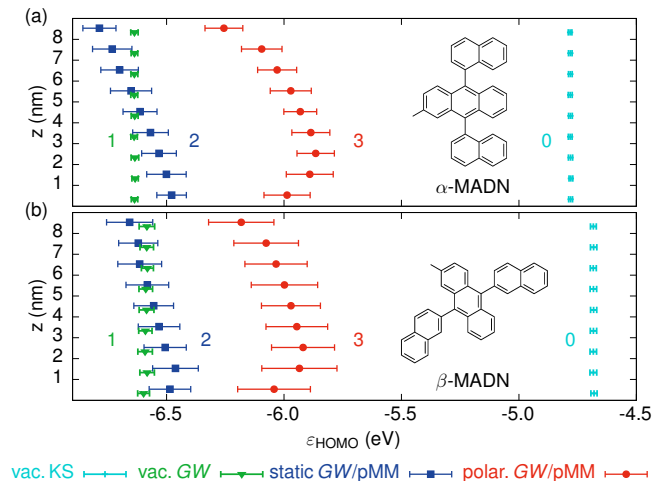 (a)
8
7
6
5
4
3
2
1
z (nm)
1
2
3
0
α-MADN
(b)
8
7
6
5
4
3
2
1
z (nm)
1
2
3
0
β-MADN
-6.5 -6.0 -5.5 -5.0 -4.5
εHOMO (eV)
vac. KS vac. GW static GW/pMM polar. GW/pMM